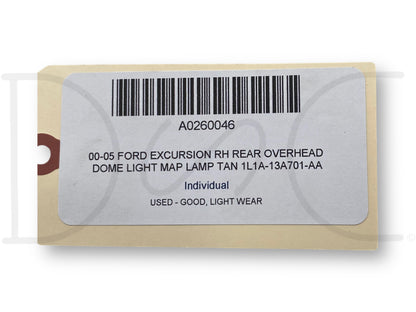 A0260046
00-05 FORD EXCURSION RH REAR OVERHEAD
DOME LIGHT MAP LAMP TAN 1L1A-13A701-AA
Individual
USED - GOOD, LIGHT WEAR